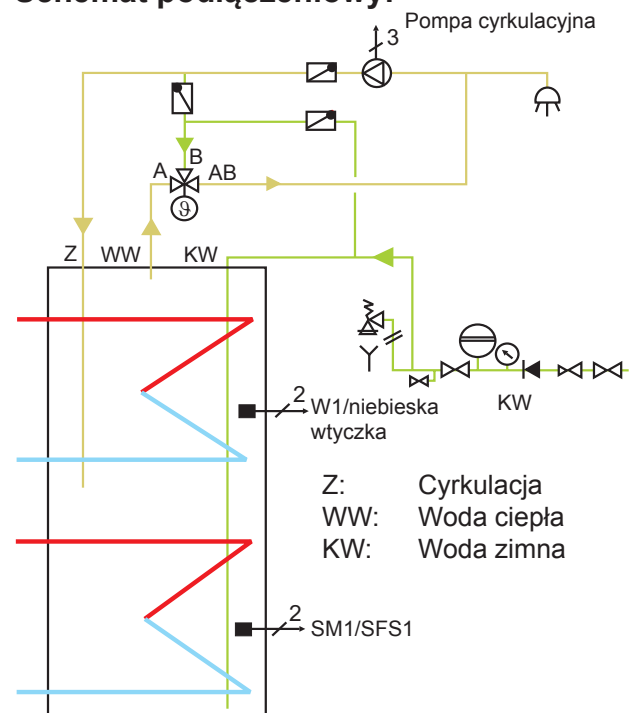 Schemat podłączeniowy:
Pompa cyrkulacyjna
3
B
A
AB
ϑ
Z
WW
KW
2
W1/niebieska
wtyczka
KW
Z: Cyrkulacja
WW: Woda ciepła
KW: Woda zimna
2
SM1/SFS1